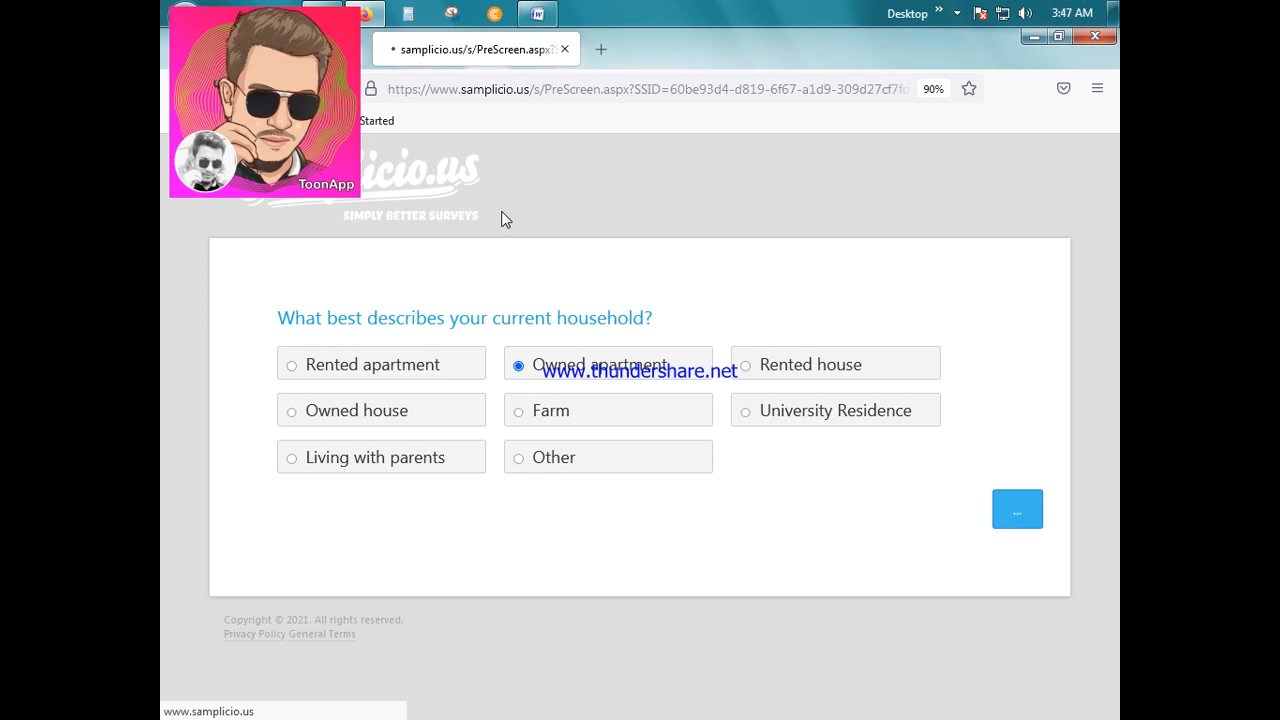 Desktop
3:47 AM
samplicio.us/s/PreScreen.aspx?
https://www.samplicio.us/s/PreScreen.aspx?SSID=60be93d4-d819-6f67-a1d9-309d27cf7f
90%
Started
ToonApp
licio.us
SIMPLY BETTER SURVEYS
What best describes your current household?
Rented apartment
Owned apartment
Rented house
www.thundershare.net
Owned house
Farm
University Residence
Living with parents
Other
...
Copyright © 2021. All rights reserved.
Privacy Policy General Terms
www.samplicio.us